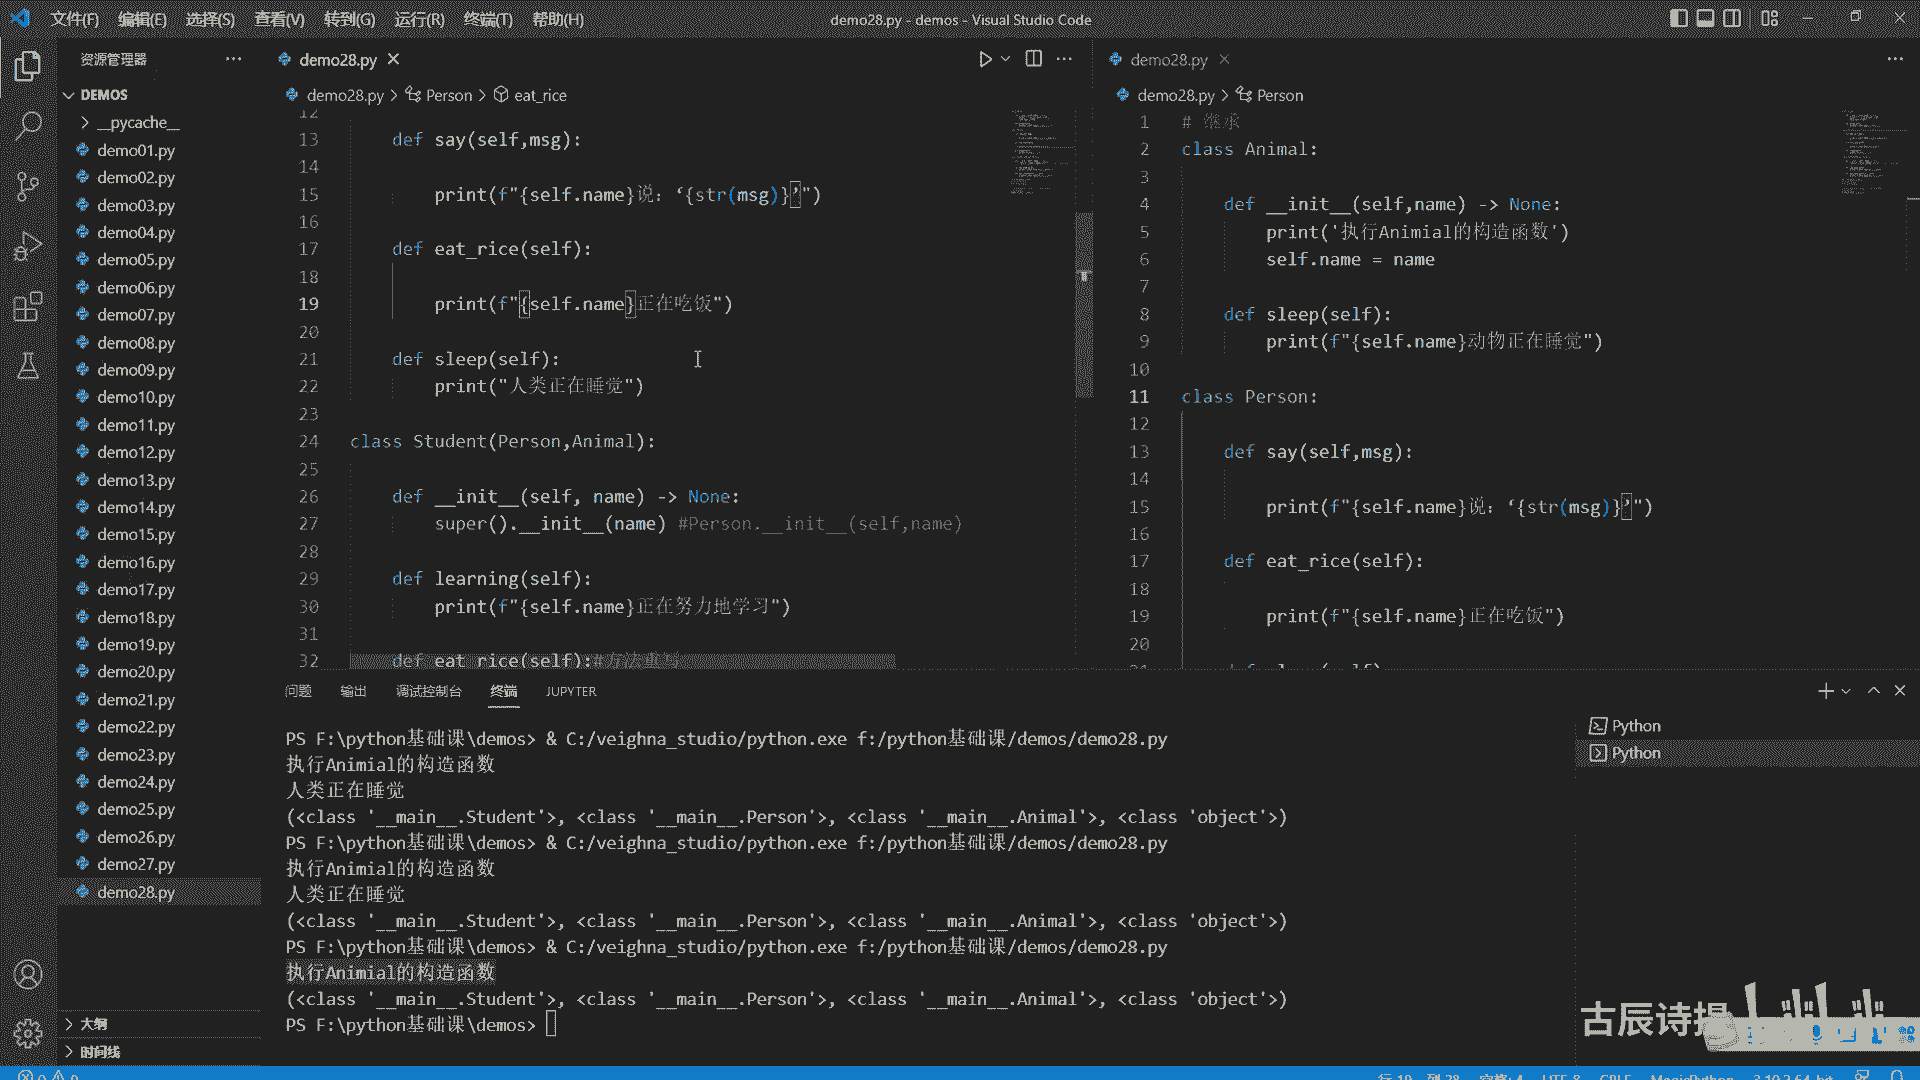 文件(F) 编辑(E) 选择(S) 查看(V) 转到(G) 运行(R) 终端(T) 帮助(H)
demo28.py - demos - Visual Studio Code
资源管理器
DEMOS
__pycache__
demo01.py
demo02.py
demo03.py
demo04.py
demo05.py
demo06.py
demo07.py
demo08.py
demo09.py
demo10.py
demo11.py
demo12.py
demo13.py
demo14.py
demo15.py
demo16.py
demo17.py
demo18.py
demo19.py
demo20.py
demo21.py
demo22.py
demo23.py
demo24.py
demo25.py
demo26.py
demo27.py
demo28.py
大纲
时间线
demo28.py
demo28.py > Person > eat_rice
12
13 def say(self,msg):
14
15 print(f"{self.name}说：‘{str(msg)}’")
16
17 def eat_rice(self):
18
19 print(f"{self.name}正在吃饭")
20
21 def sleep(self):
22 print("人类正在睡觉")
23
24 class Student(Person,Animal):
25
26 def __init__(self, name) -> None:
27 super().__init__(name) #Person.__init__(self,name)
28
29 def learning(self):
30 print(f"{self.name}正在努力地学习")
31
32 def eat_rice(self):#方法重写
demo28.py
demo28.py > Person
1 # 继承
2 class Animal:
3
4 def __init__(self,name) -> None:
5 print('执行Animial的构造函数')
6 self.name = name
7
8 def sleep(self):
9 print(f"{self.name}动物正在睡觉")
10
11 class Person:
12
13 def say(self,msg):
14
15 print(f"{self.name}说：‘{str(msg)}’")
16
17 def eat_rice(self):
18
19 print(f"{self.name}正在吃饭")
20
问题 输出 调试控制台 终端 JUPYTER
PS F:\python基础课\demos> & C:/veighna_studio/python.exe f:/python基础课/demos/demo28.py
执行Animial的构造函数
人类正在睡觉
(<class '__main__.Student'>, <class '__main__.Person'>, <class '__main__.Animal'>, <class 'object'>)
PS F:\python基础课\demos> & C:/veighna_studio/python.exe f:/python基础课/demos/demo28.py
执行Animial的构造函数
人类正在睡觉
(<class '__main__.Student'>, <class '__main__.Person'>, <class '__main__.Animal'>, <class 'object'>)
PS F:\python基础课\demos> & C:/veighna_studio/python.exe f:/python基础课/demos/demo28.py
执行Animial的构造函数
(<class '__main__.Student'>, <class '__main__.Person'>, <class '__main__.Animal'>, <class 'object'>)
PS F:\python基础课\demos>
Python
Python
古辰诗提